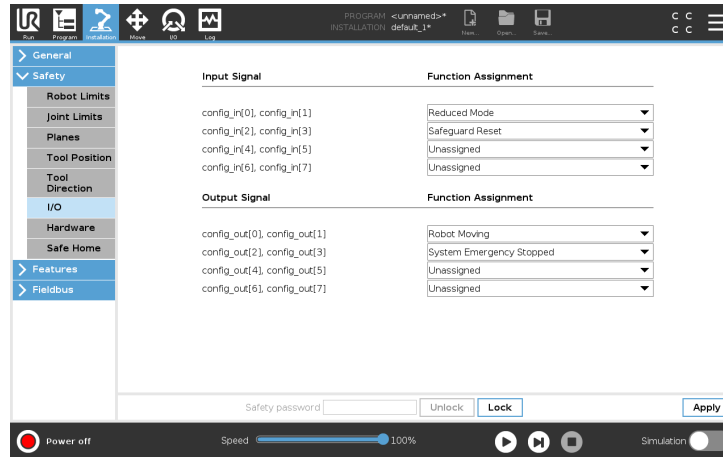 UR
PROGRAM <unnamed>*
INSTALLATION default_1*
C C
C C
Run Program Installation Move I/O Log New... Open... Save...
General
Safety
Robot Limits
Joint Limits
Planes
Tool Position
Tool
Direction
I/O
Hardware
Safe Home
Features
Fieldbus
Input Signal Function Assignment
config_in[0], config_in[1] Reduced Mode
config_in[2], config_in[3] Safeguard Reset
config_in[4], config_in[5] Unassigned
config_in[6], config_in[7] Unassigned
Output Signal Function Assignment
config_out[0], config_out[1] Robot Moving
config_out[2], config_out[3] System Emergency Stopped
config_out[4], config_out[5] Unassigned
config_out[6], config_out[7] Unassigned
Safety password Unlock Lock Apply
Power off Speed 100% Simulation